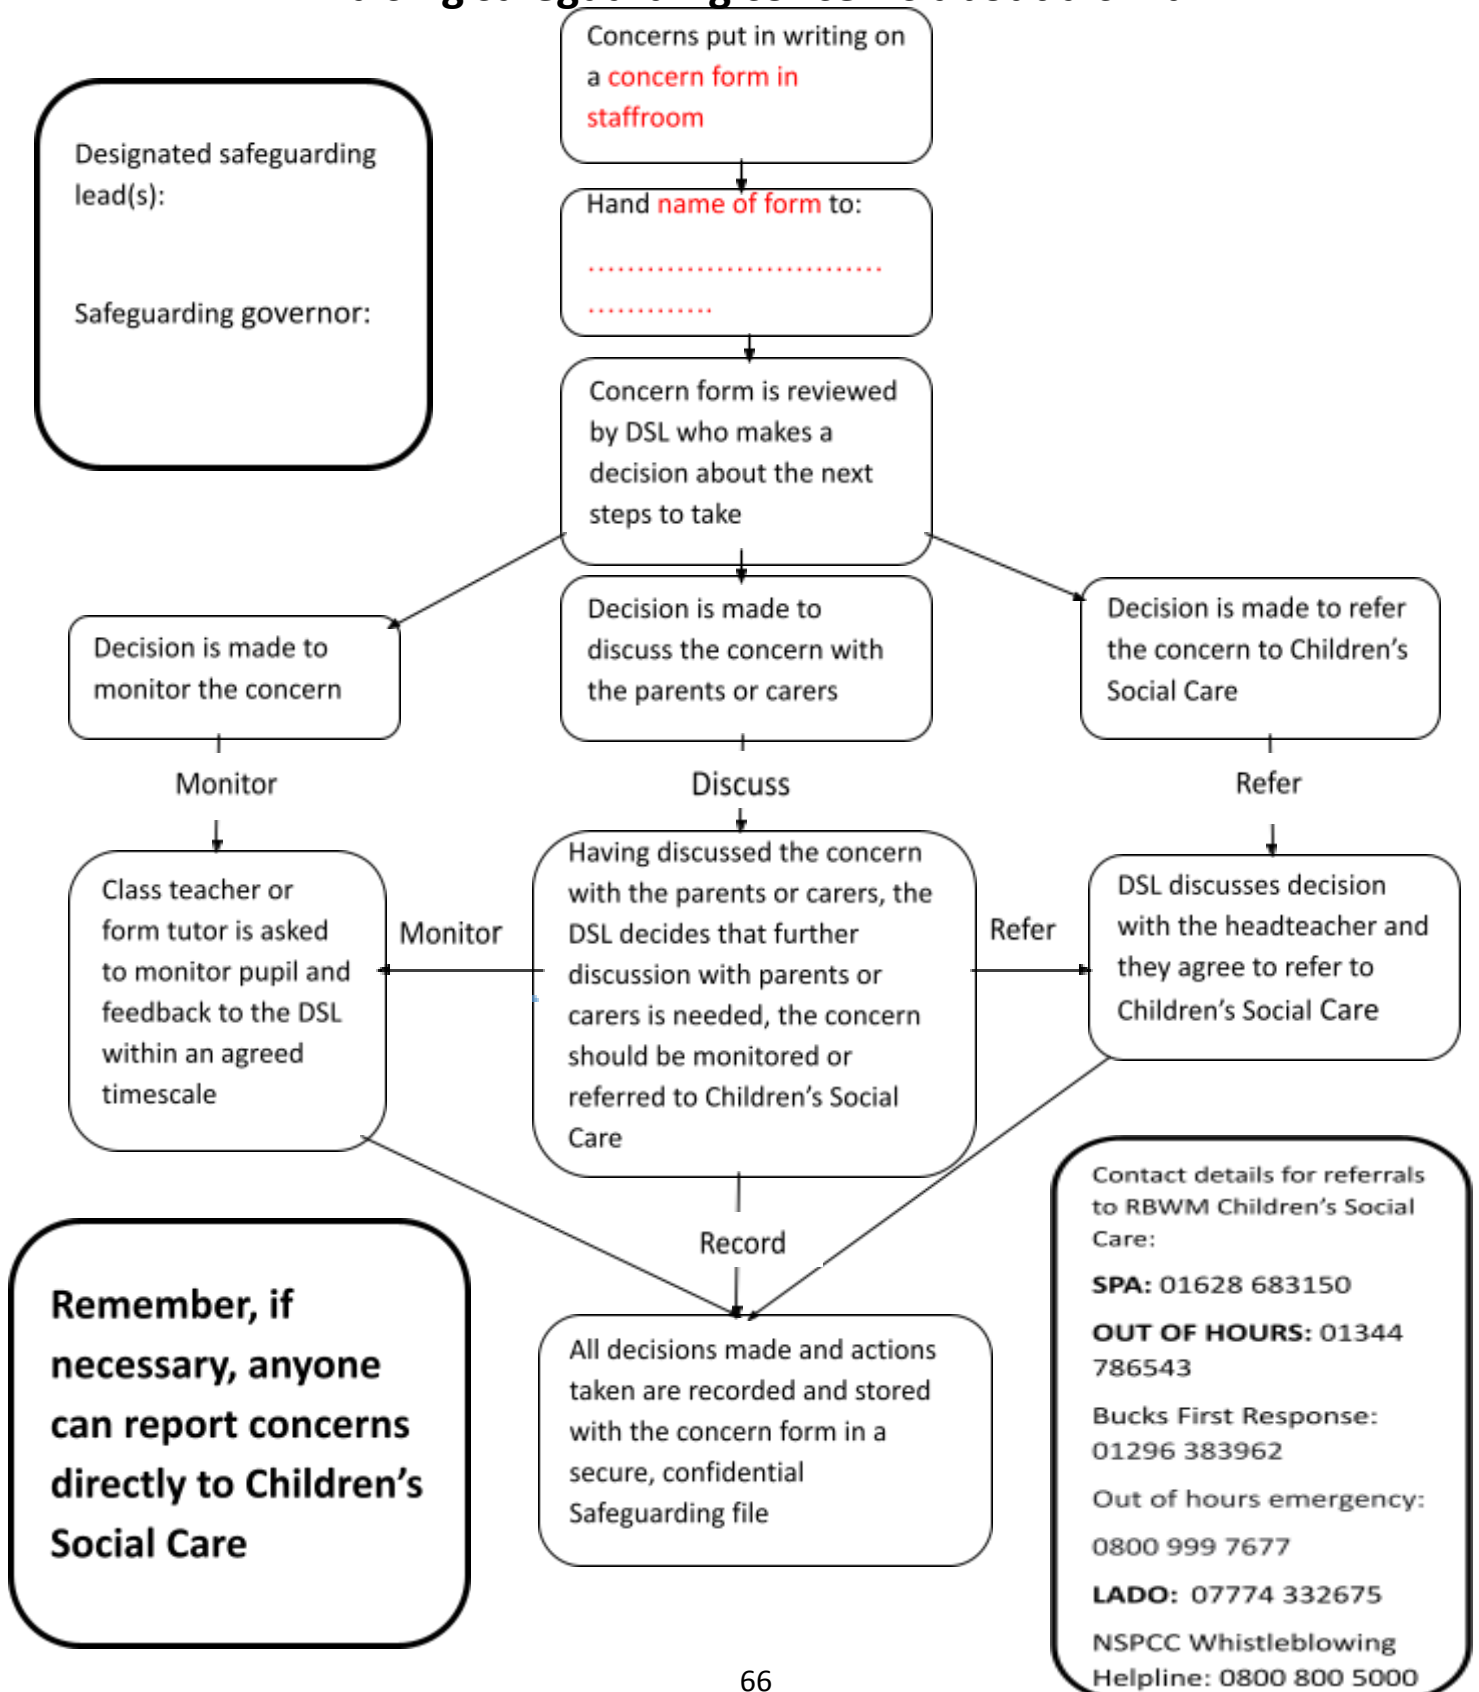 Concerns put in writing on
a concern form in
staffroom
Designated safeguarding
lead(s):
Safeguarding governor:
Hand name of form to:
..............................
.............
Concern form is reviewed
by DSL who makes a
decision about the next
steps to take
Decision is made to
monitor the concern
Decision is made to
discuss the concern with
the parents or carers
Decision is made to refer
the concern to Children’s
Social Care
Monitor
Discuss
Refer
Class teacher or
form tutor is asked
to monitor pupil and
feedback to the DSL
within an agreed
timescale
Monitor
Having discussed the concern
with the parents or carers, the
DSL decides that further
discussion with parents or
carers is needed, the concern
should be monitored or
referred to Children’s Social
Care
Refer
DSL discusses decision
with the headteacher and
they agree to refer to
Children’s Social Care
Record
Remember, if
necessary, anyone
can report concerns
directly to Children’s
Social Care
All decisions made and actions
taken are recorded and stored
with the concern form in a
secure, confidential
Safeguarding file
Contact details for referrals
to RBWM Children’s Social
Care:
SPA: 01628 683150
OUT OF HOURS: 01344
786543
Bucks First Response:
01296 383962
Out of hours emergency:
0800 999 7677
LADO: 07774 332675
NSPCC Whistleblowing
Helpline: 0800 800 5000
66